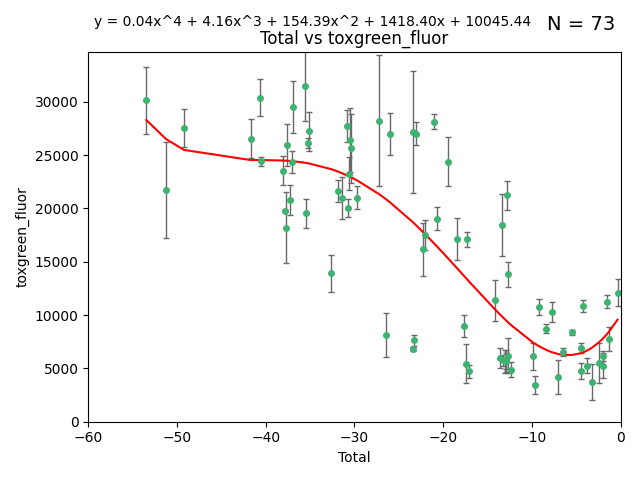 y = 0.04x^4 + 4.16x^3 + 154.39x^2 + 1418.40x + 10045.44
N = 73
Total vs toxgreen_fluor
30000
25000
20000
15000
10000
5000
0
toxgreen_fluor
−60 −50 −40 −30 −20 −10 0
Total